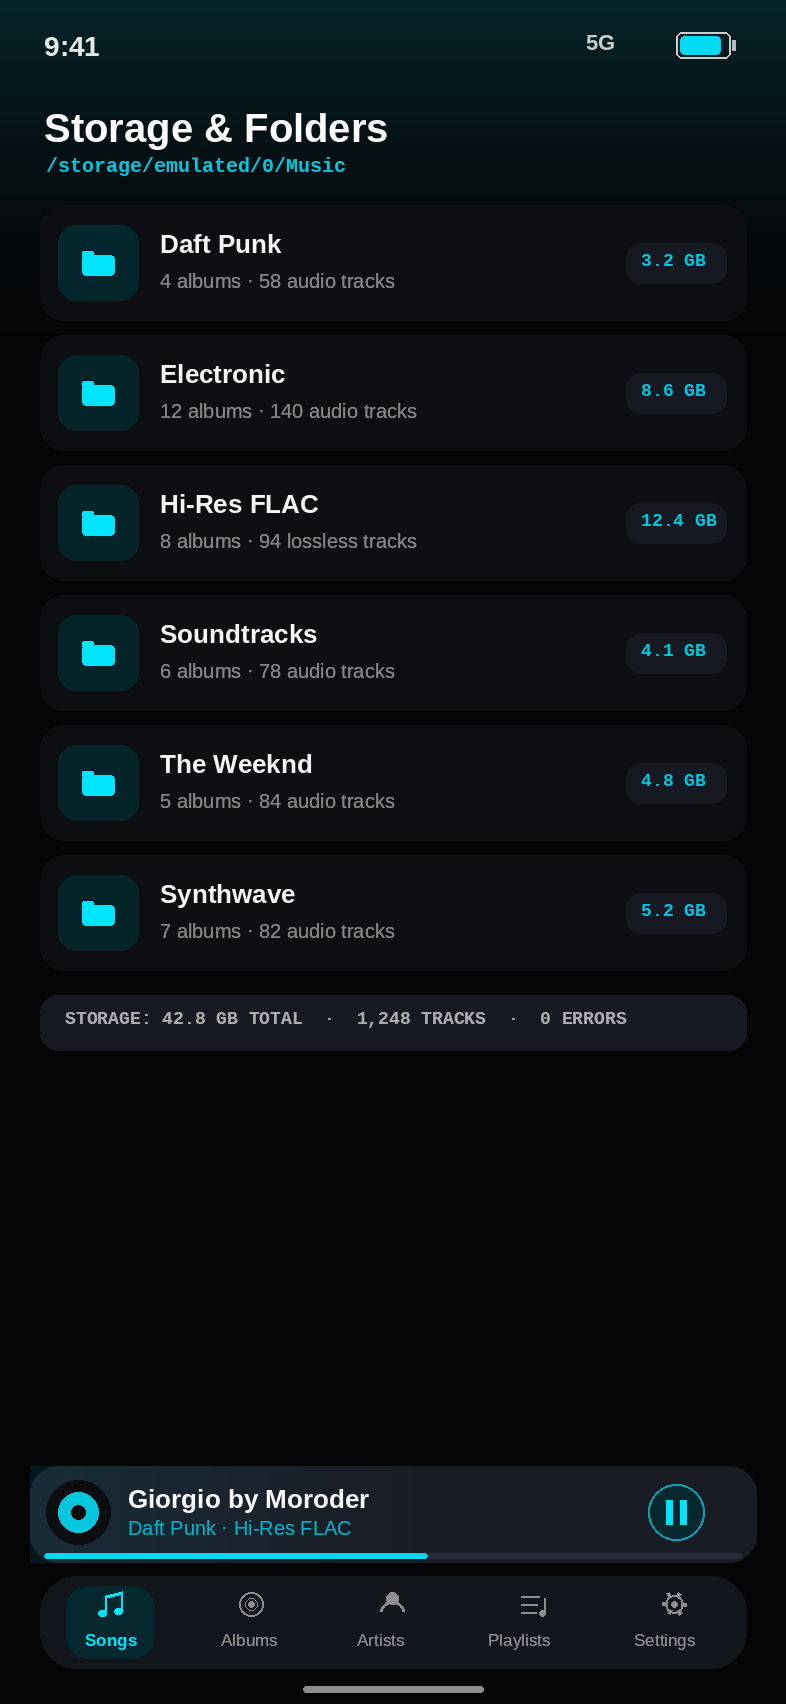 9:41
5G
Storage & Folders
/storage/emulated/0/Music
Daft Punk
4 albums · 58 audio tracks
3.2 GB
Electronic
12 albums · 140 audio tracks
8.6 GB
Hi-Res FLAC
8 albums · 94 lossless tracks
12.4 GB
Soundtracks
6 albums · 78 audio tracks
4.1 GB
The Weeknd
5 albums · 84 audio tracks
4.8 GB
Synthwave
7 albums · 82 audio tracks
5.2 GB
STORAGE: 42.8 GB TOTAL · 1,248 TRACKS · 0 ERRORS
Giorgio by Moroder
Daft Punk · Hi-Res FLAC
Songs Albums Artists Playlists Settings